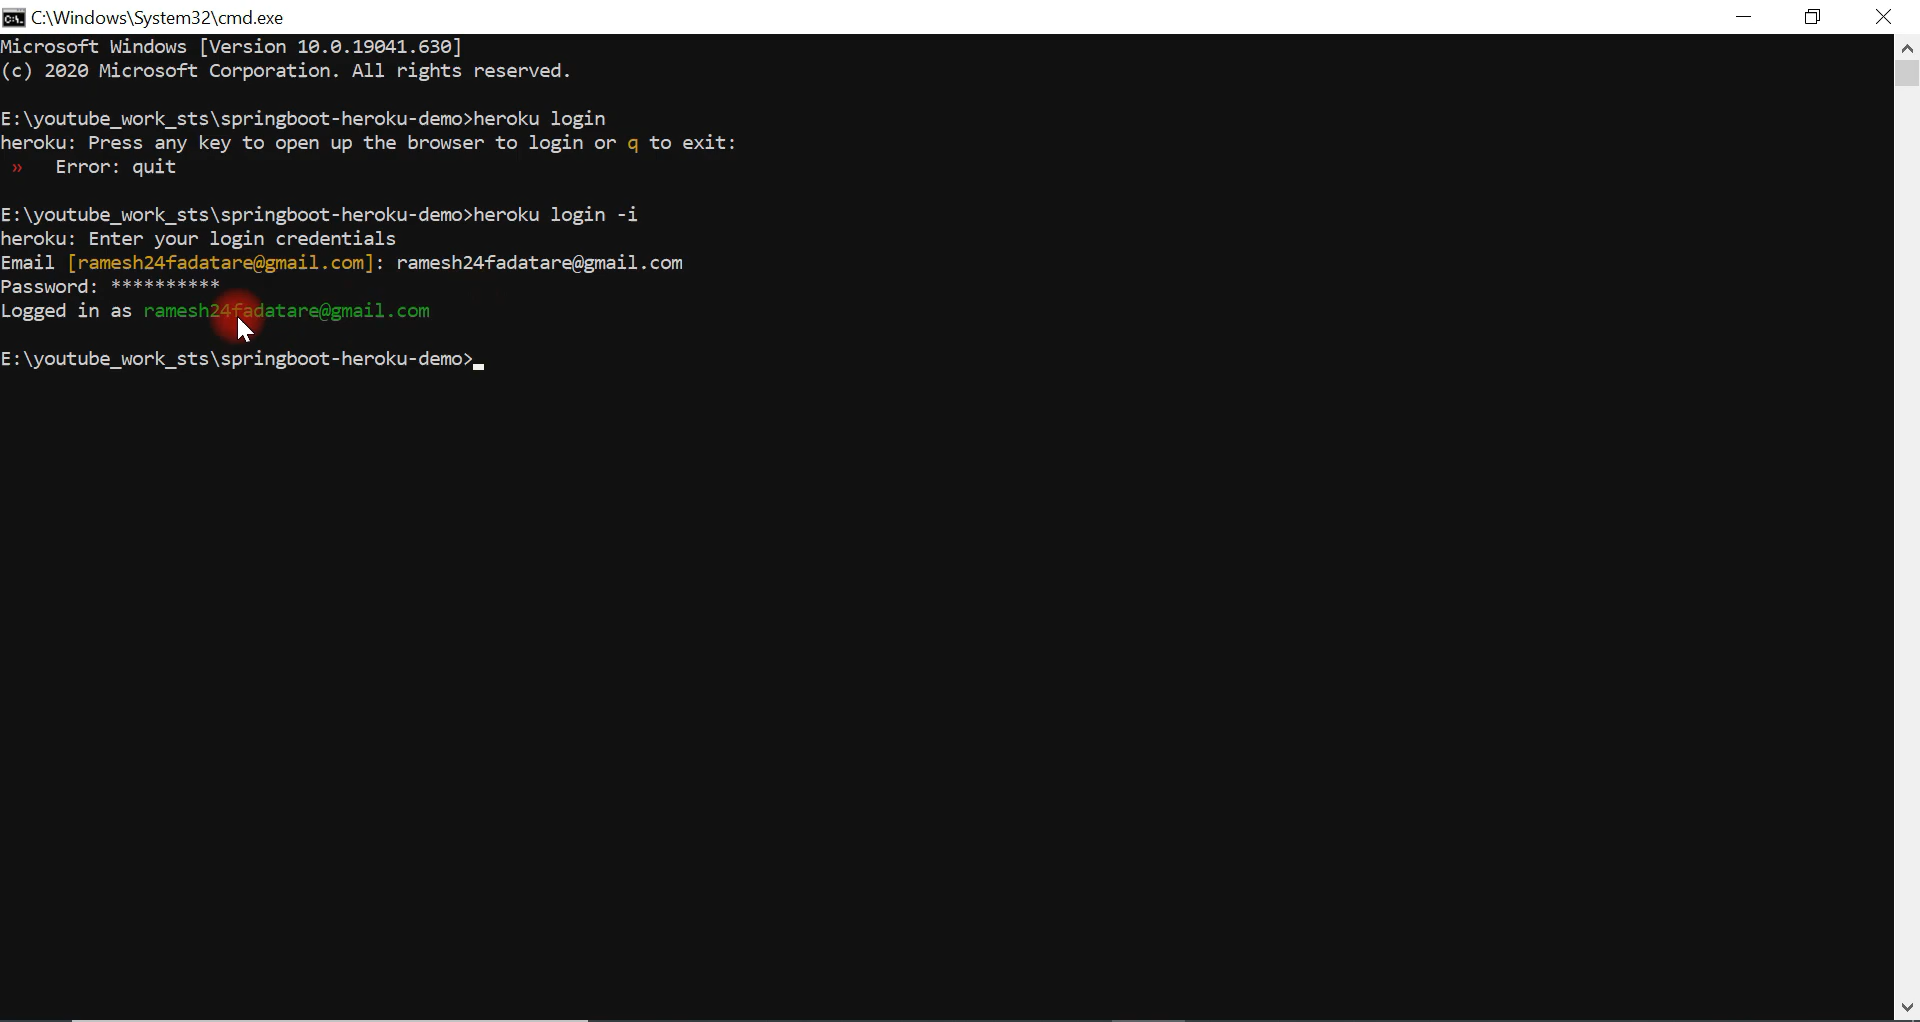 C:\Windows\System32\cmd.exe
Microsoft Windows [Version 10.0.19041.630]
(c) 2020 Microsoft Corporation. All rights reserved.
E:\youtube_work_sts\springboot-heroku-demo>heroku login
heroku: Press any key to open up the browser to login or q to exit:
» Error: quit
E:\youtube_work_sts\springboot-heroku-demo>heroku login -i
heroku: Enter your login credentials
Email [ramesh24fadatare@gmail.com]: ramesh24fadatare@gmail.com
Password: **********
Logged in as ramesh24fadatare@gmail.com
E:\youtube_work_sts\springboot-heroku-demo>